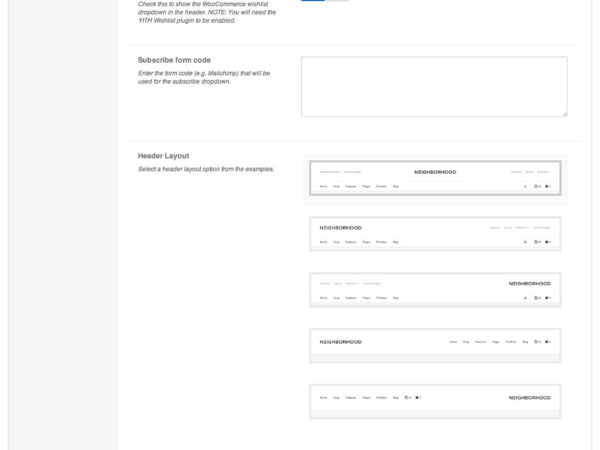 Check this to show the WooCommerce wishlist
dropdown in the header. NOTE: You will need the
YITH Wishlist plugin to be enabled.
Subscribe form code
Enter the form code (e.g. Mailchimp) that will be
used for the subscribe dropdown.
Header Layout
Select a header layout option from the examples.
NEIGHBORHOOD
Home Shop Features Pages Portfolio Blog
NEIGHBORHOOD
Home Shop Features Pages Portfolio Blog
NEIGHBORHOOD
Home Shop Features Pages Portfolio Blog
NEIGHBORHOOD Home Shop Features Pages Portfolio Blog
Home Shop Features Pages Portfolio Blog NEIGHBORHOOD